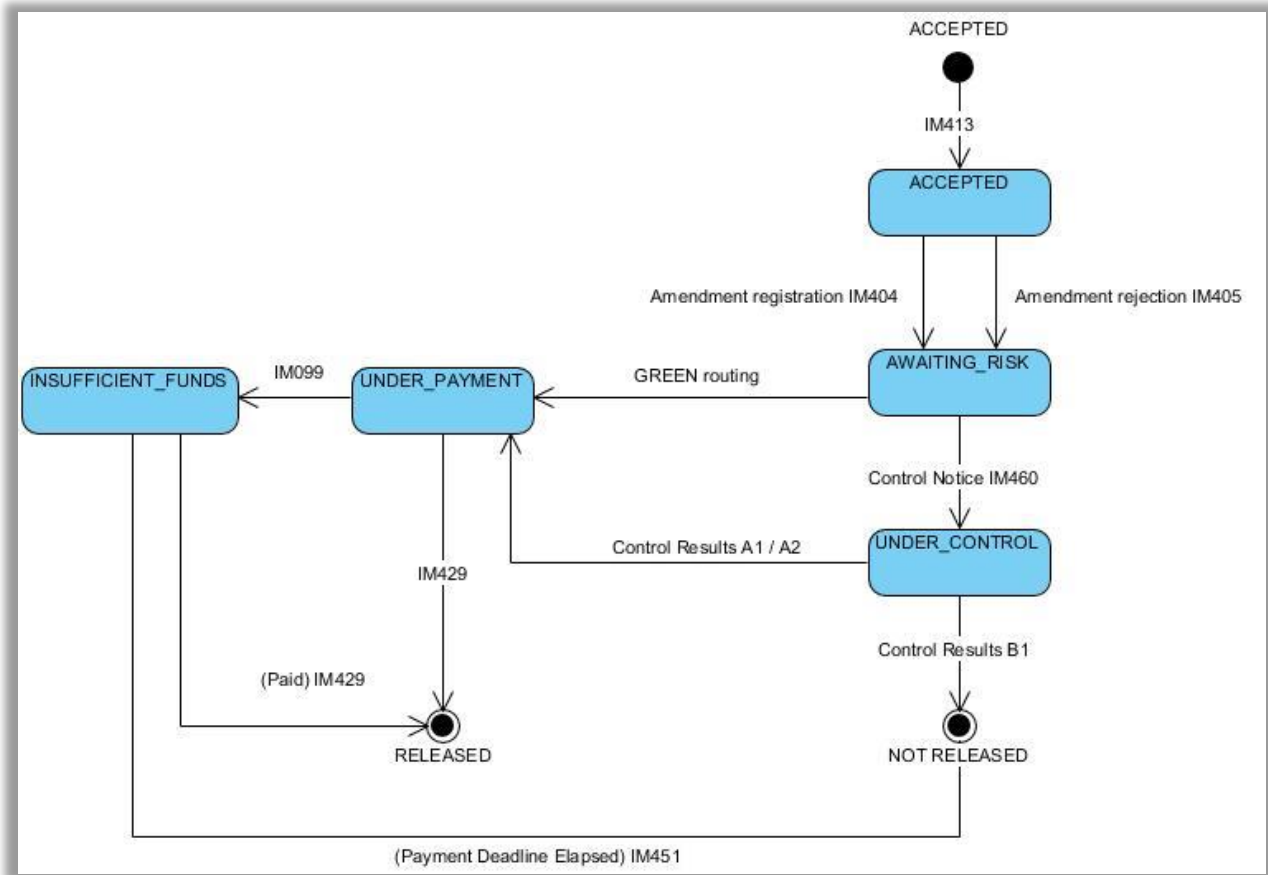 ACCEPTED
IM413
ACCEPTED
Amendment registration IM404
Amendment rejection IM405
INSUFFICIENT_FUNDS
IM099
UNDER_PAYMENT
GREEN routing
AWAITING_RISK
Control Notice IM460
UNDER_CONTROL
Control Results A1 / A2
IM429
Control Results B1
(Paid) IM429
RELEASED
NOT RELEASED
(Payment Deadline Elapsed) IM451